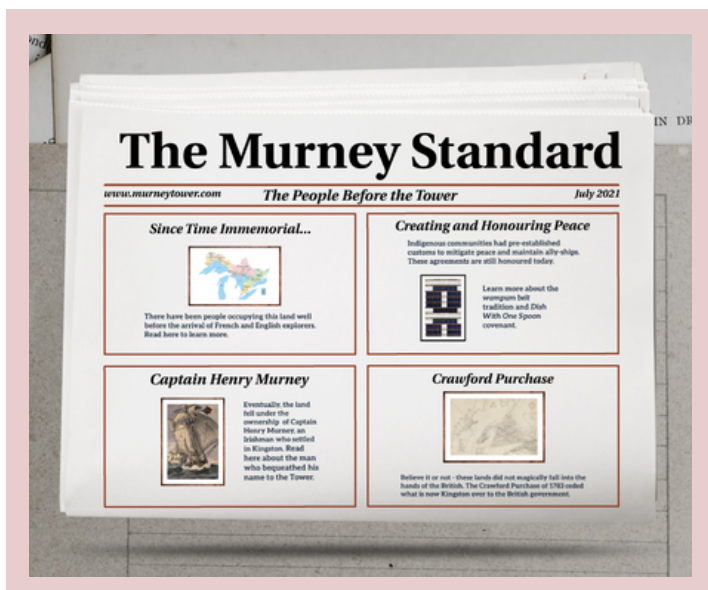 ond
IN DR
The Murney Standard
www.murneytower.com
The People Before the Tower
July 2021
Since Time Immemorial...
There have been people occupying this land well
before the arrival of French and English explorers.
Read here to learn more.
Creating and Honouring Peace
Indigenous communities had pre-established
customs to mitigate peace and maintain ally-ships.
These agreements are still honoured today.
Learn more about the
wampum belt
tradition and Dish
With One Spoon
covenant.
Captain Henry Murney
Eventually, the land
fell under the
ownership of Captain
Henry Murney, an
Irishman who settled
in Kingston. Read
here about the man
who bequeathed his
name to the Tower.
Crawford Purchase
Believe it or not - these lands did not magically fall into the
hands of the British. The Crawford Purchase of 1783 ceded
what is now Kingston over to the British government.